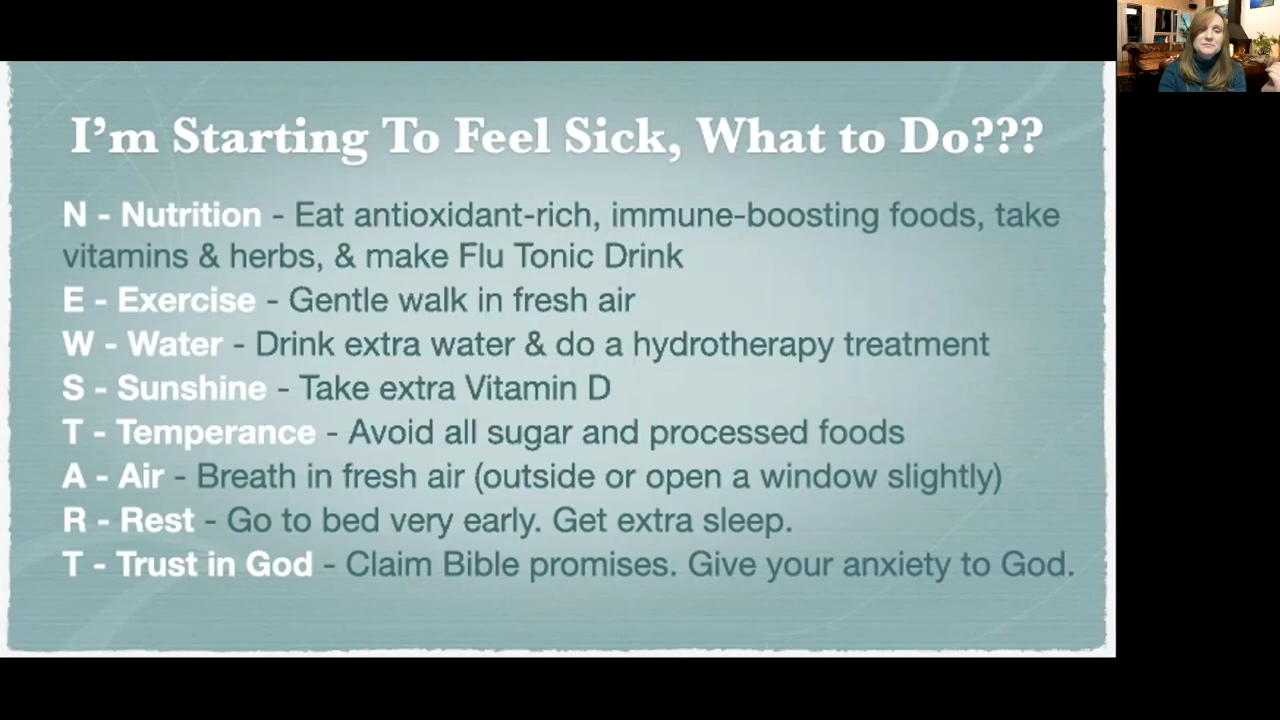 I'm Starting To Feel Sick, What to Do???
N - Nutrition - Eat antioxidant-rich, immune-boosting foods, take
vitamins & herbs, & make Flu Tonic Drink
E - Exercise - Gentle walk in fresh air
W - Water - Drink extra water & do a hydrotherapy treatment
S - Sunshine - Take extra Vitamin D
T - Temperance - Avoid all sugar and processed foods
A - Air - Breath in fresh air (outside or open a window slightly)
R - Rest - Go to bed very early. Get extra sleep.
T - Trust in God - Claim Bible promises. Give your anxiety to God.